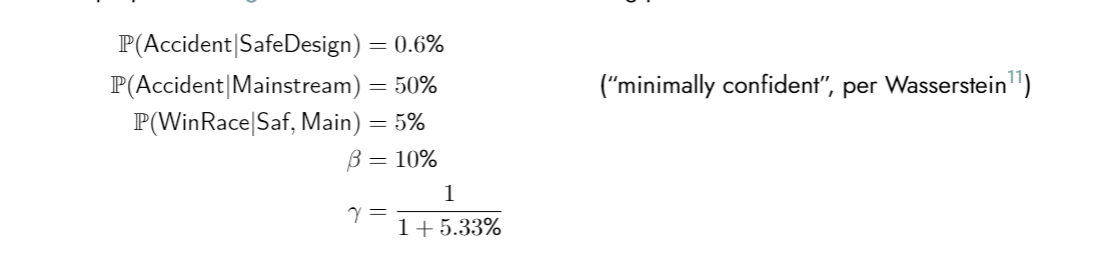 ℙ(Accident|SafeDesign) = 0.6%
ℙ(Accident|Mainstream) = 50% ("minimally confident", per Wasserstein¹¹)
ℙ(WinRace|Saf, Main) = 5%
β = 10%
γ = 1 / (1 + 5.33%)